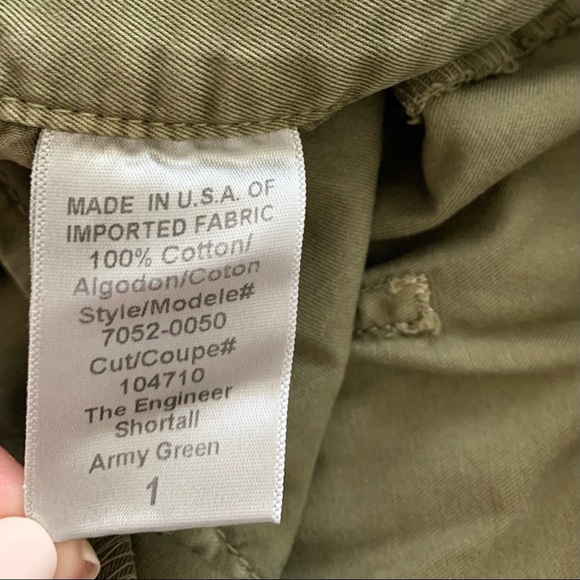 MADE IN U.S.A. OF
IMPORTED FABRIC
100% Cotton/
Algodon/Coton
Style/Modele#
7052-0050
Cut/Coupe#
104710
The Engineer
Shortall
Army Green
1